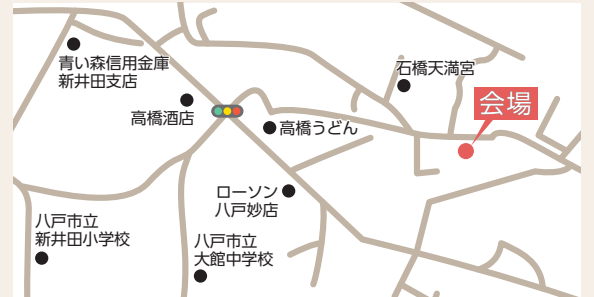 青い森信用金庫
新井田支店
石橋天満宮
会場
高橋酒店
高橋うどん
ローソン
八戸妙店
八戸市立
新井田小学校
八戸市立
大館中学校